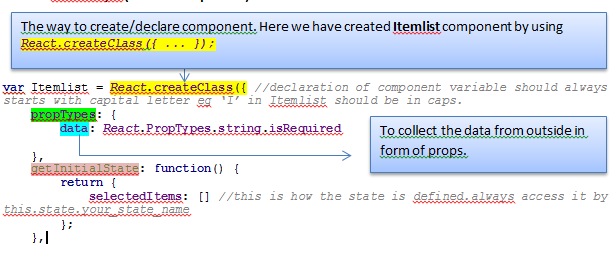 The way to create/declare component. Here we have created Itemlist component by using
React.createClass({ ... });
var Itemlist = React.createClass({ //declaration of component variable should always
starts with capital letter eg 'I' in Itemlist should be in caps.
propTypes: {
data: React.PropTypes.string.isRequired
To collect the data from outside in
form of props.
},
getInitialState: function() {
return {
selectedItems: [] //this is how the state is defined.always access it by
this.state.your_state_name
};
},